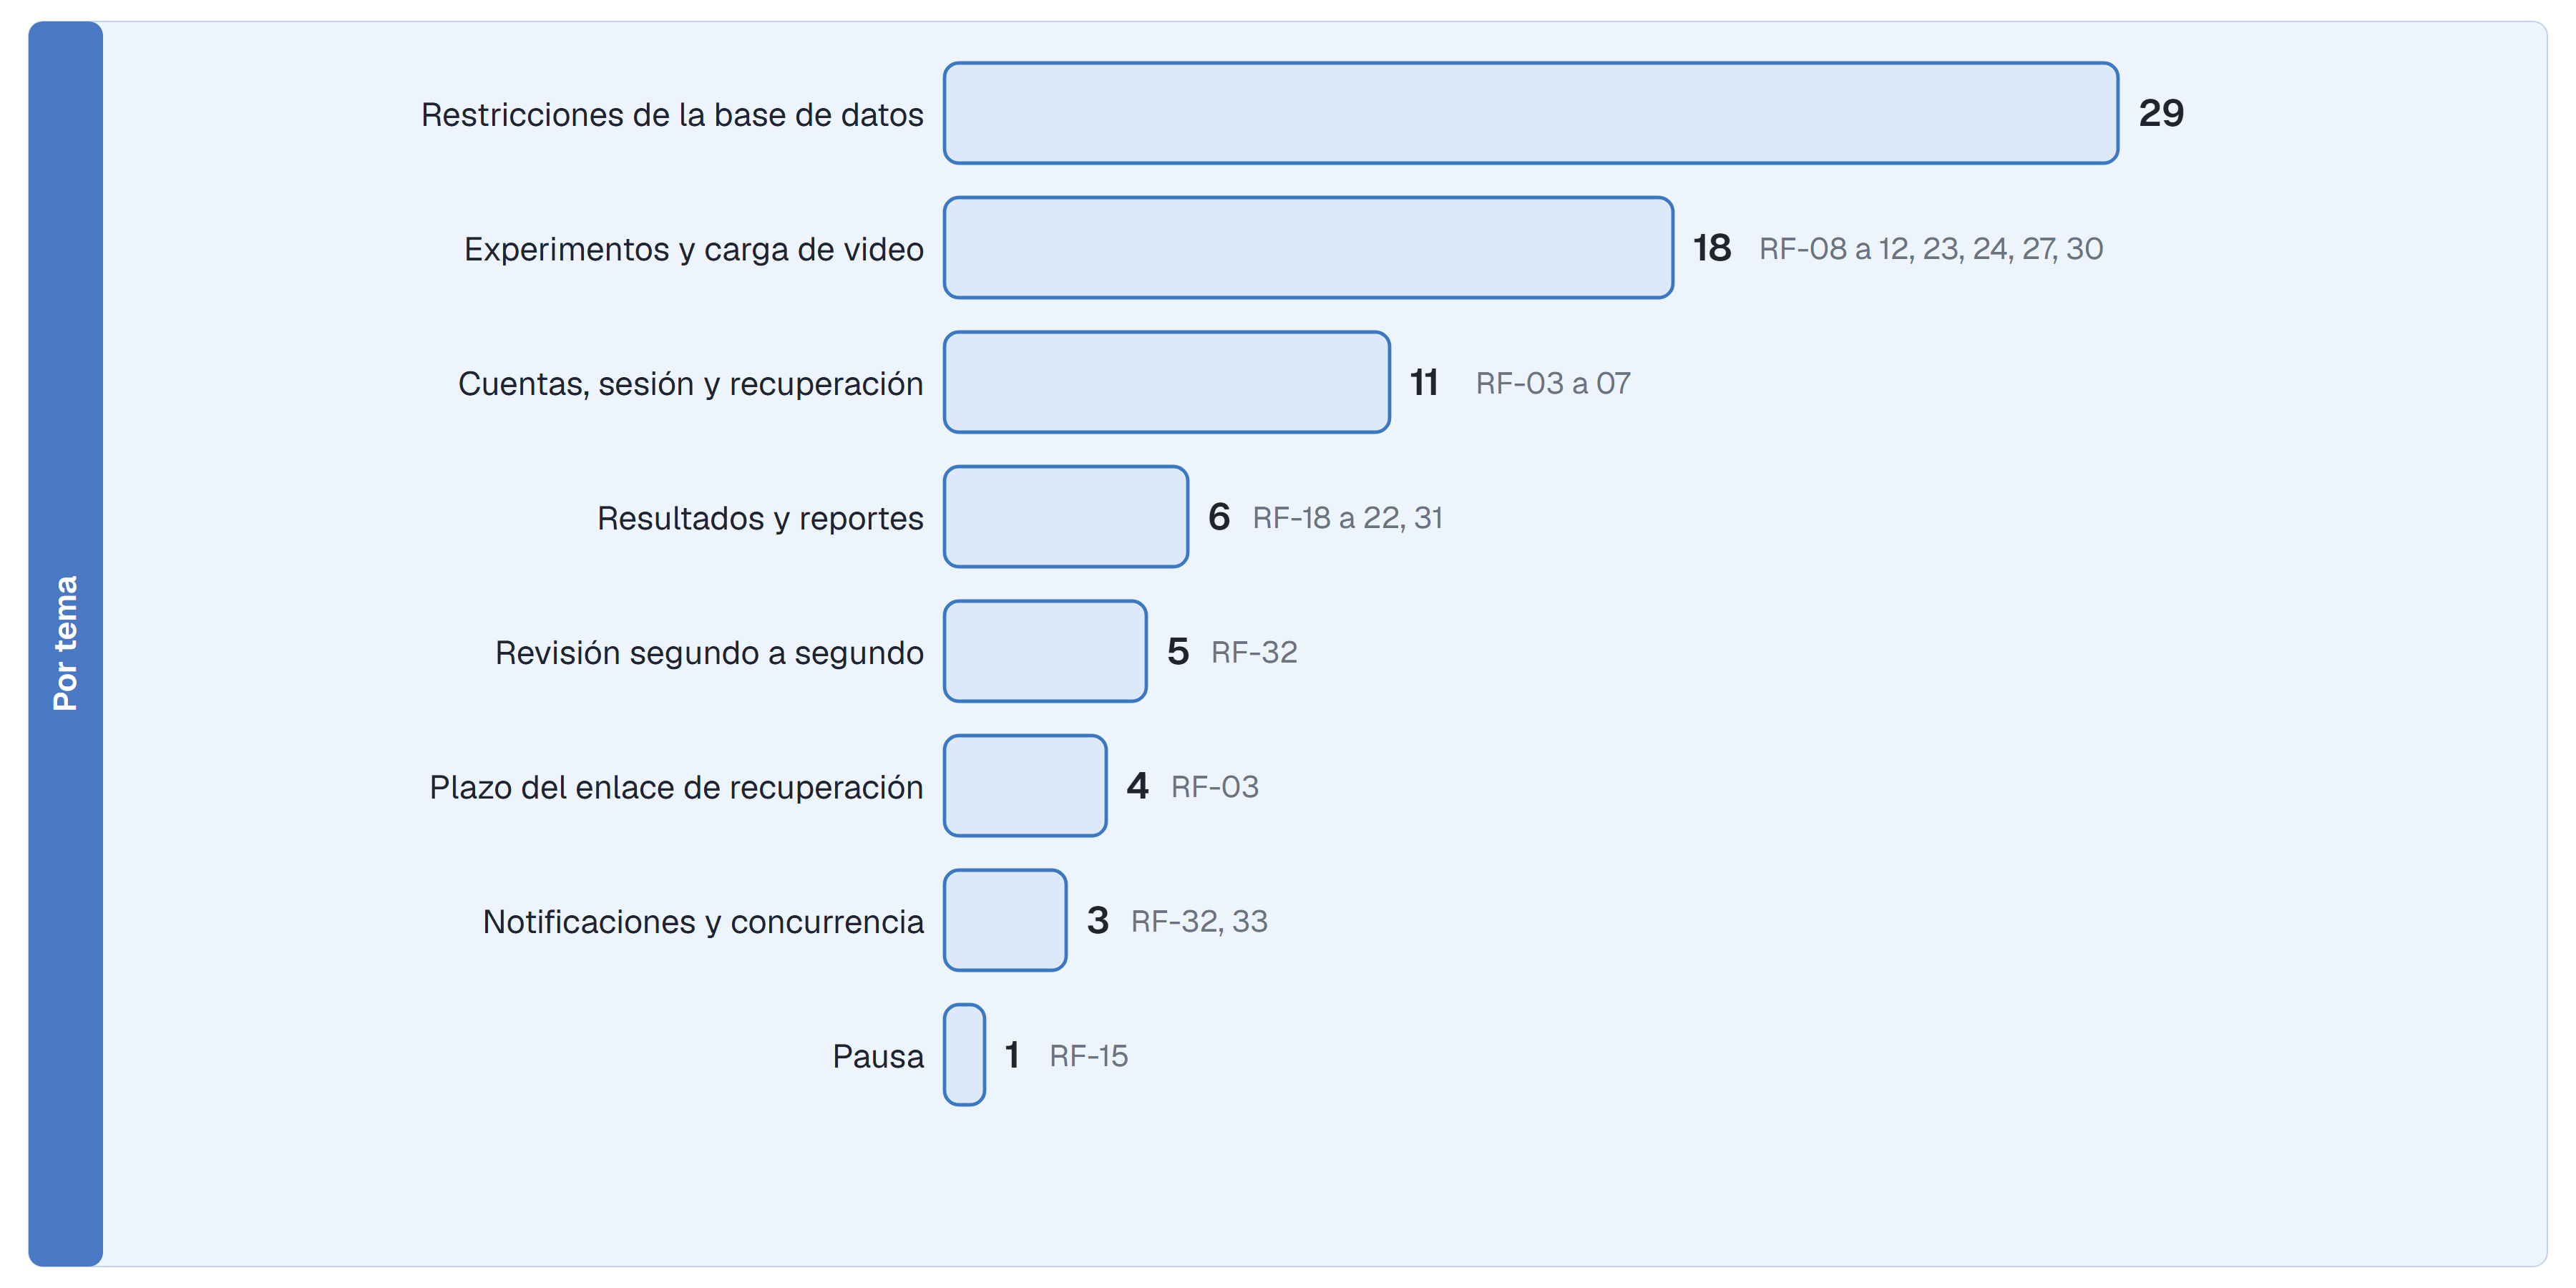 Por tema
Restricciones de la base de datos 29
Experimentos y carga de video 18 RF-08 a 12, 23, 24, 27, 30
Cuentas, sesión y recuperación 11 RF-03 a 07
Resultados y reportes 6 RF-18 a 22, 31
Revisión segundo a segundo 5 RF-32
Plazo del enlace de recuperación 4 RF-03
Notificaciones y concurrencia 3 RF-32, 33
Pausa 1 RF-15